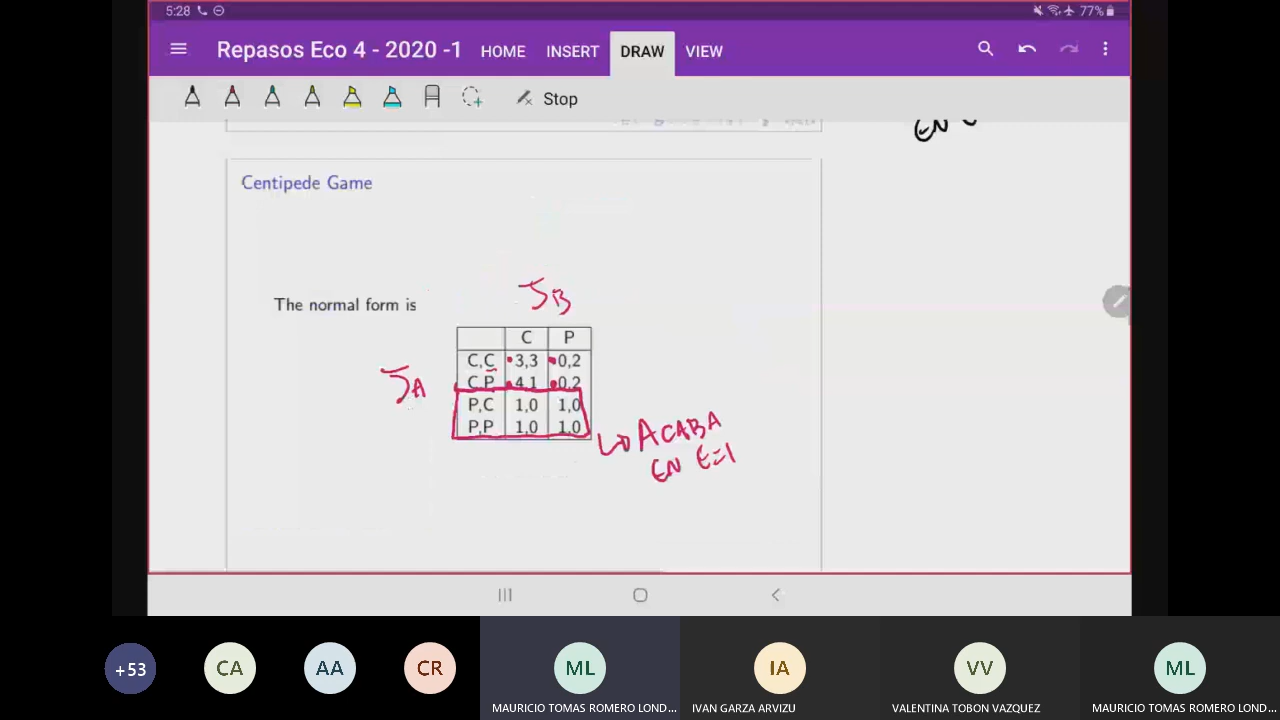 5:28
77%
Repasos Eco 4 - 2020 -1 HOME INSERT DRAW VIEW
Stop
EN
Centipede Game
JB
The normal form is
C P
C,C 3,3 0,2
JA
C,P 4,1 0,2
P,C 1,0 1,0
P,P 1,0 1,0
ACABA
EN t=1
+53 CA AA CR ML IA VV ML
MAURICIO TOMAS ROMERO LOND... IVAN GARZA ARVIZU VALENTINA TOBON VAZQUEZ MAURICIO TOMAS ROMERO LOND...